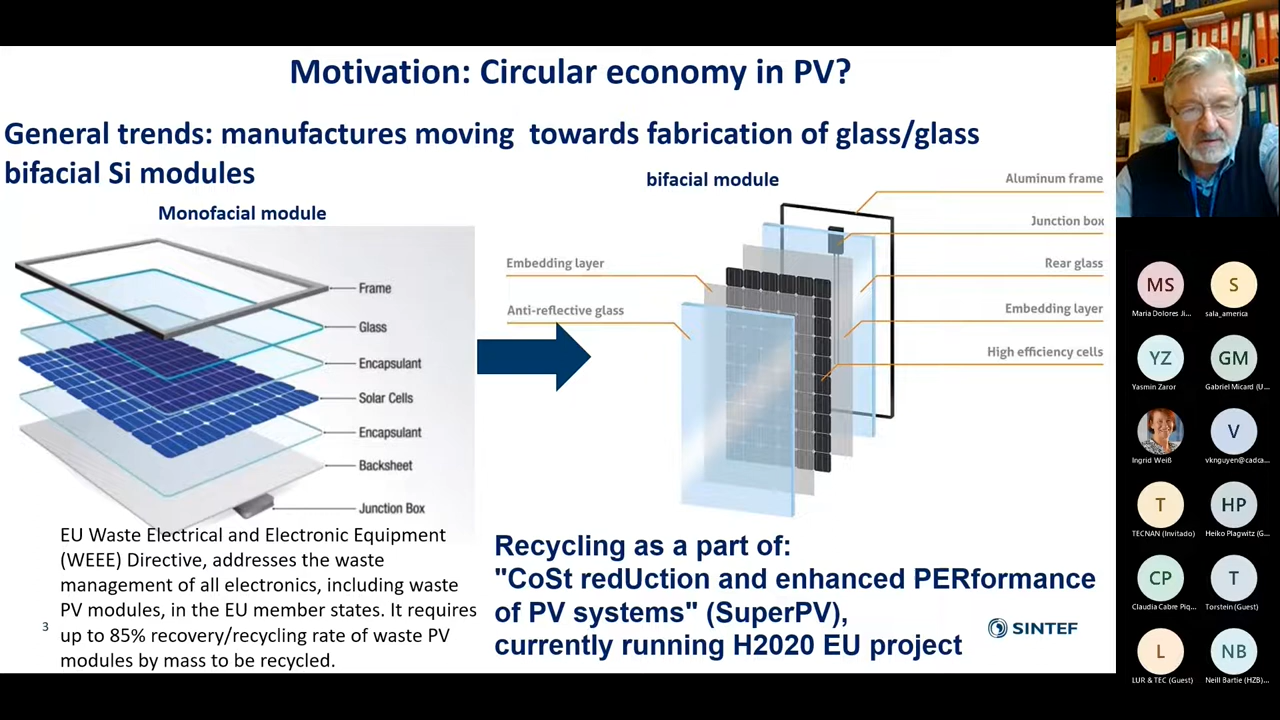 Motivation: Circular economy in PV?
General trends: manufactures moving towards fabrication of glass/glass
bifacial Si modules
Monofacial module
Frame
Glass
Encapsulant
Solar Cells
Encapsulant
Backsheet
Junction Box
bifacial module
Embedding layer
Anti-reflective glass
Aluminum frame
Junction box
Rear glass
Embedding layer
High efficiency cells
EU Waste Electrical and Electronic Equipment
(WEEE) Directive, addresses the waste
management of all electronics, including waste
PV modules, in the EU member states. It requires
up to 85% recovery/recycling rate of waste PV
modules by mass to be recycled.
3
Recycling as a part of:
"CoSt redUction and enhanced PERformance
of PV systems" (SuperPV),
currently running H2020 EU project
SINTEF
MS
Maria Dolores Ji...
S
sala_america
YZ
Yasmin Zaror
GM
Gabriel Micard (U...
Ingrid Weiß
V
vknguyen@cadca...
T
TECNAN (Invitado)
HP
Heiko Plagwitz (G...
CP
Claudia Cabre Piq...
T
Torstein (Guest)
L
LUR & TEC (Guest)
NB
Neill Bartie (HZB)...